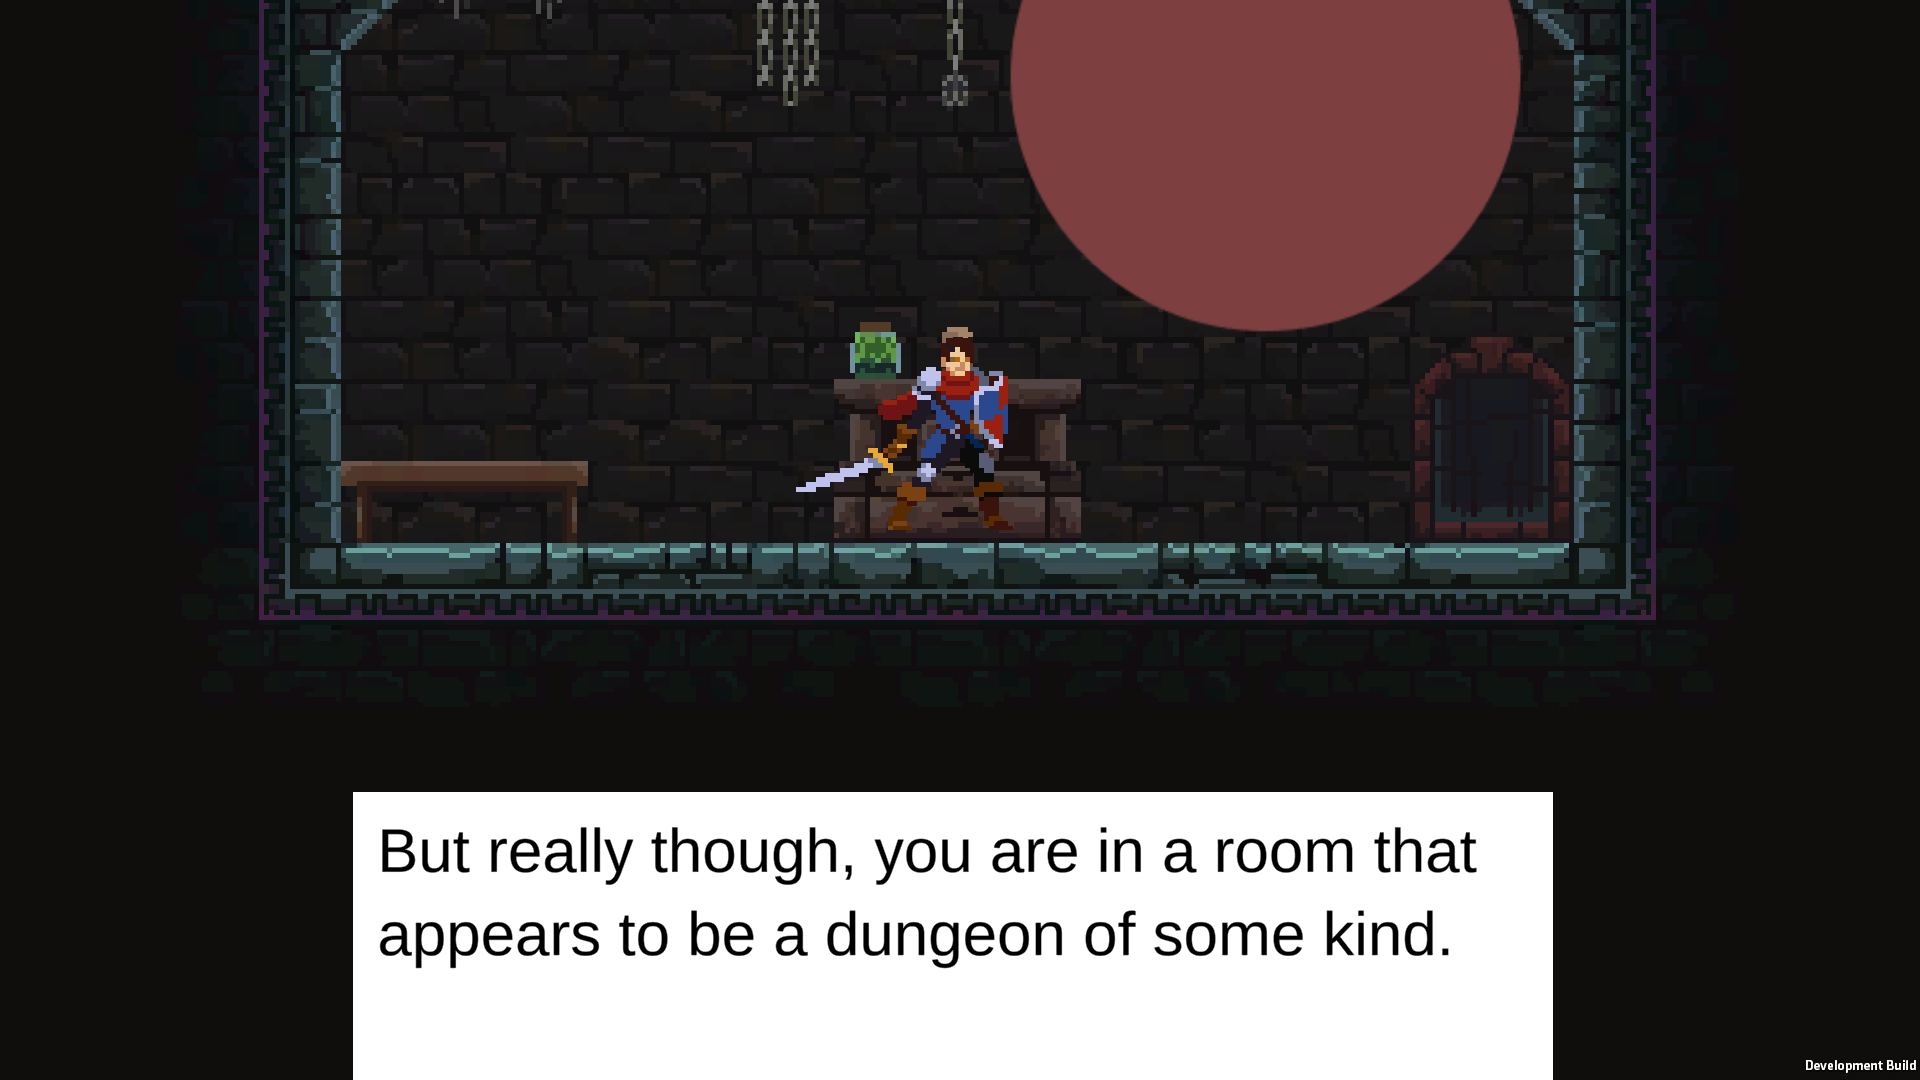 But really though, you are in a room that
appears to be a dungeon of some kind.
Development Build